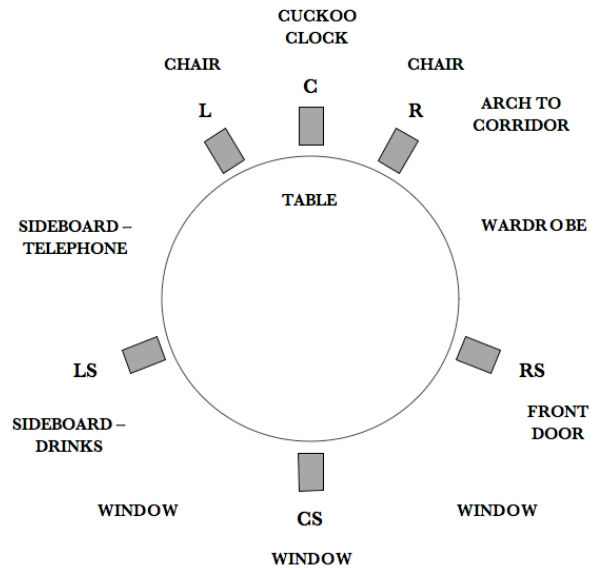 CUCKOO
CLOCK
CHAIR
CHAIR
C
L
R
ARCH TO
CORRIDOR
TABLE
SIDEBOARD –
TELEPHONE
WARDROBE
LS
RS
SIDEBOARD –
DRINKS
FRONT
DOOR
WINDOW
WINDOW
CS
WINDOW